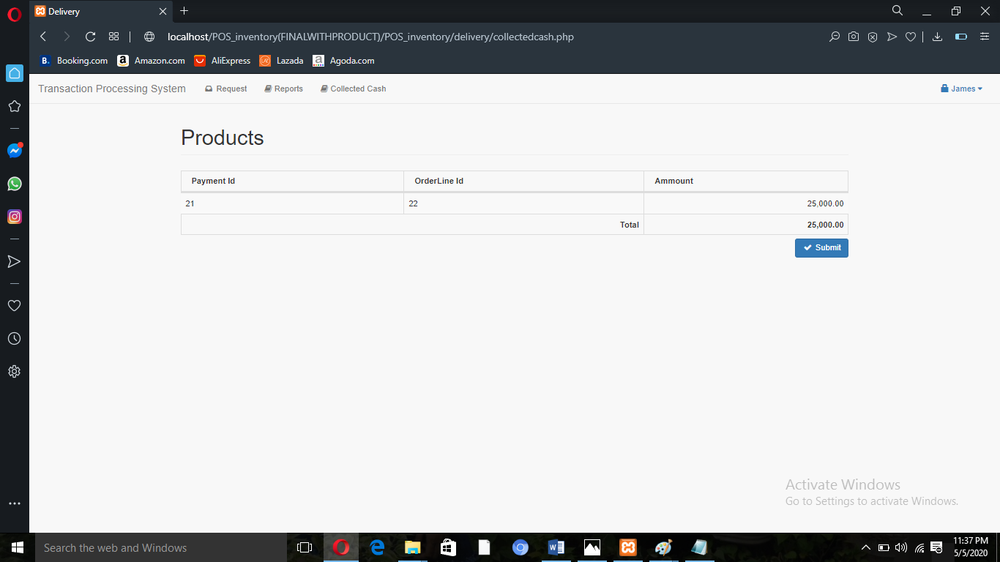 Delivery
localhost/POS_inventory(FINALWITHPRODUCT)/POS_inventory/delivery/collectedcash.php
B. Booking.com a Amazon.com AliExpress Lazada a Agoda.com
Transaction Processing System Request Reports Collected Cash James
Products
Payment Id OrderLine Id Ammount
21 22 25,000.00
Total 25,000.00
Submit
Activate Windows
Go to Settings to activate Windows.
Search the web and Windows
11:37 PM
5/5/2020